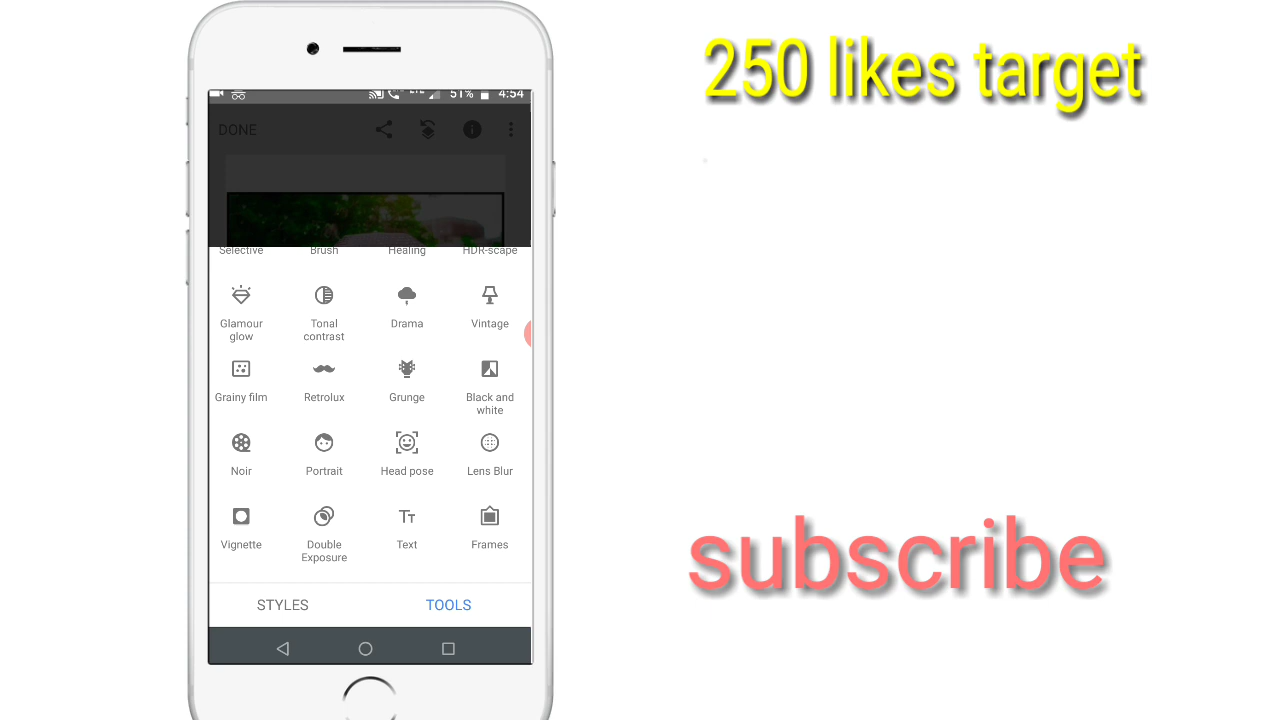 250 likes target
51% 4:54
DONE
Selective Brush Healing HDR-scape
Glamour glow Tonal contrast Drama Vintage
Grainy film Retrolux Grunge Black and white
Noir Portrait Head pose Lens Blur
Vignette Double Exposure Text Frames
STYLES TOOLS
subscribe